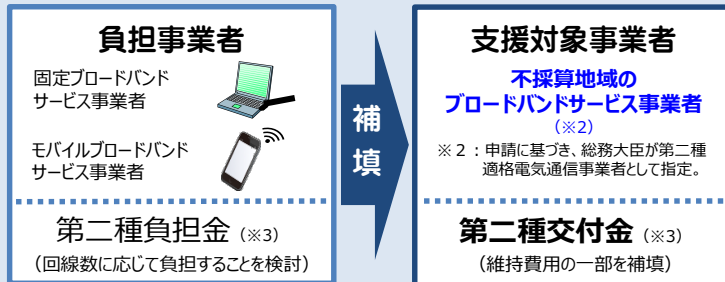 負担事業者
固定ブロードバンド
サービス事業者
モバイルブロードバンド
サービス事業者
第二種負担金（※3）
（回線数に応じて負担することを検討）
補
填
支援対象事業者
不採算地域の
ブロードバンドサービス事業者
（※2）
※２：申請に基づき、総務大臣が第二種
適格電気通信事業者として指定。
第二種交付金（※3）
（維持費用の一部を補填）